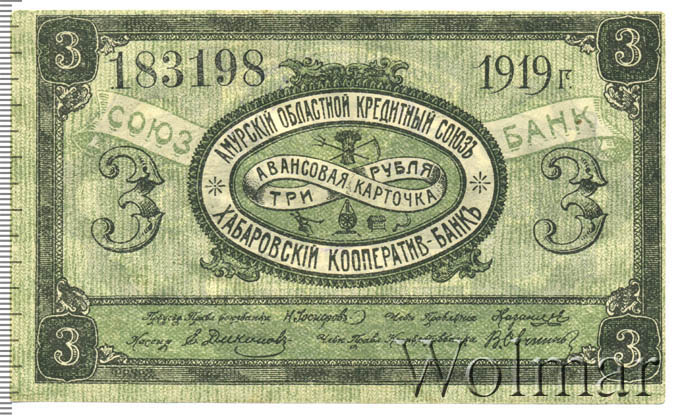 3 3
183198 1919г.
СОЮЗ БАНК
АМУРСКІЙ ОБЛАСТНОЙ КРЕДИТНЫЙ СОЮЗЪ
АВАНСОВАЯ КАРТОЧКА
ТРИ РУБЛЯ
3 3
ХАБАРОВСКІЙ КООПЕРАТИВ-БАНКЪ
3 3
Wolmar